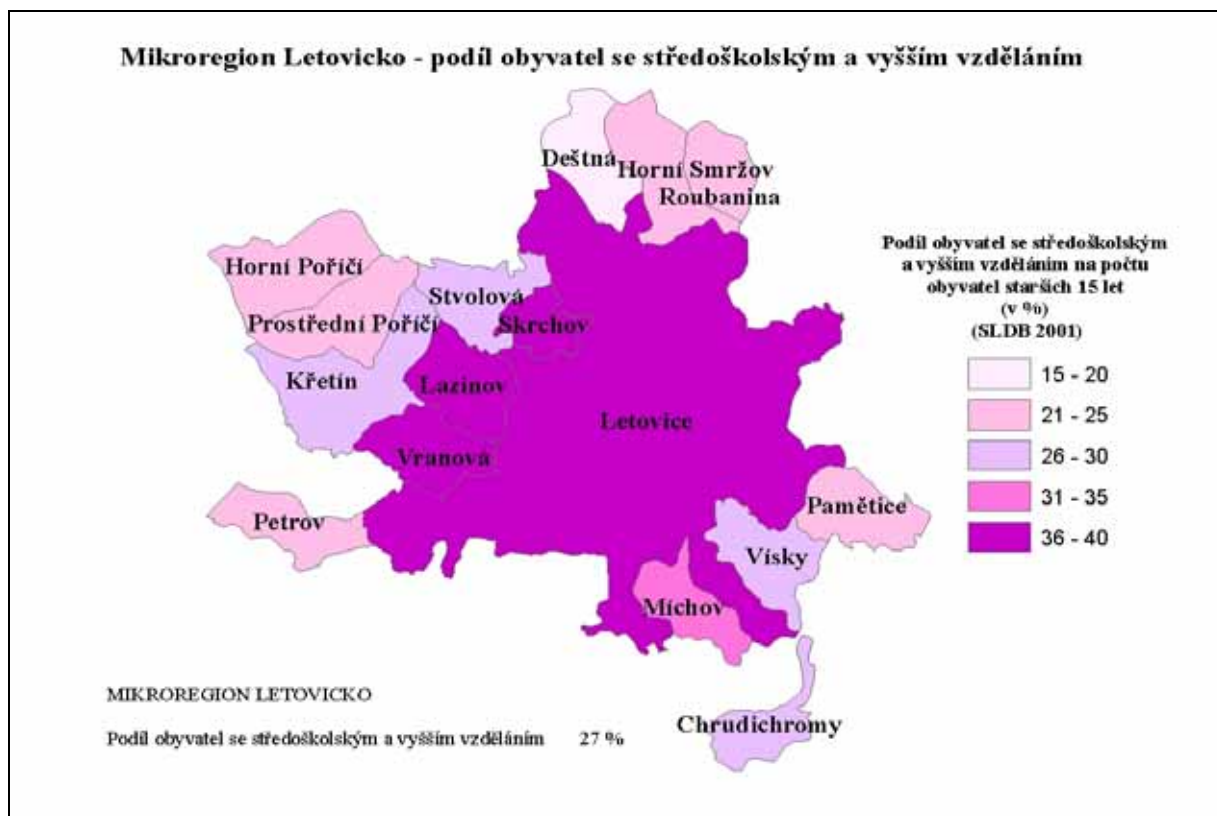 Mikroregion Letovicko - podíl obyvatel se středoškolským a vyšším vzděláním
Deštná
Horní Smržov
Roubanina
Horní Poříčí
Stvolová
Prostřední Poříčí
Skrchov
Křetín
Lazinov
Letovice
Vranová
Petrov
Pamětice
Vísky
Míchov
Chrudichromy
Podíl obyvatel se středoškolským
a vyšším vzděláním na počtu
obyvatel starších 15 let
(v %)
(SLDB 2001)
15 - 20
21 - 25
26 - 30
31 - 35
36 - 40
MIKROREGION LETOVICKO
Podíl obyvatel se středoškolským a vyšším vzděláním 27 %